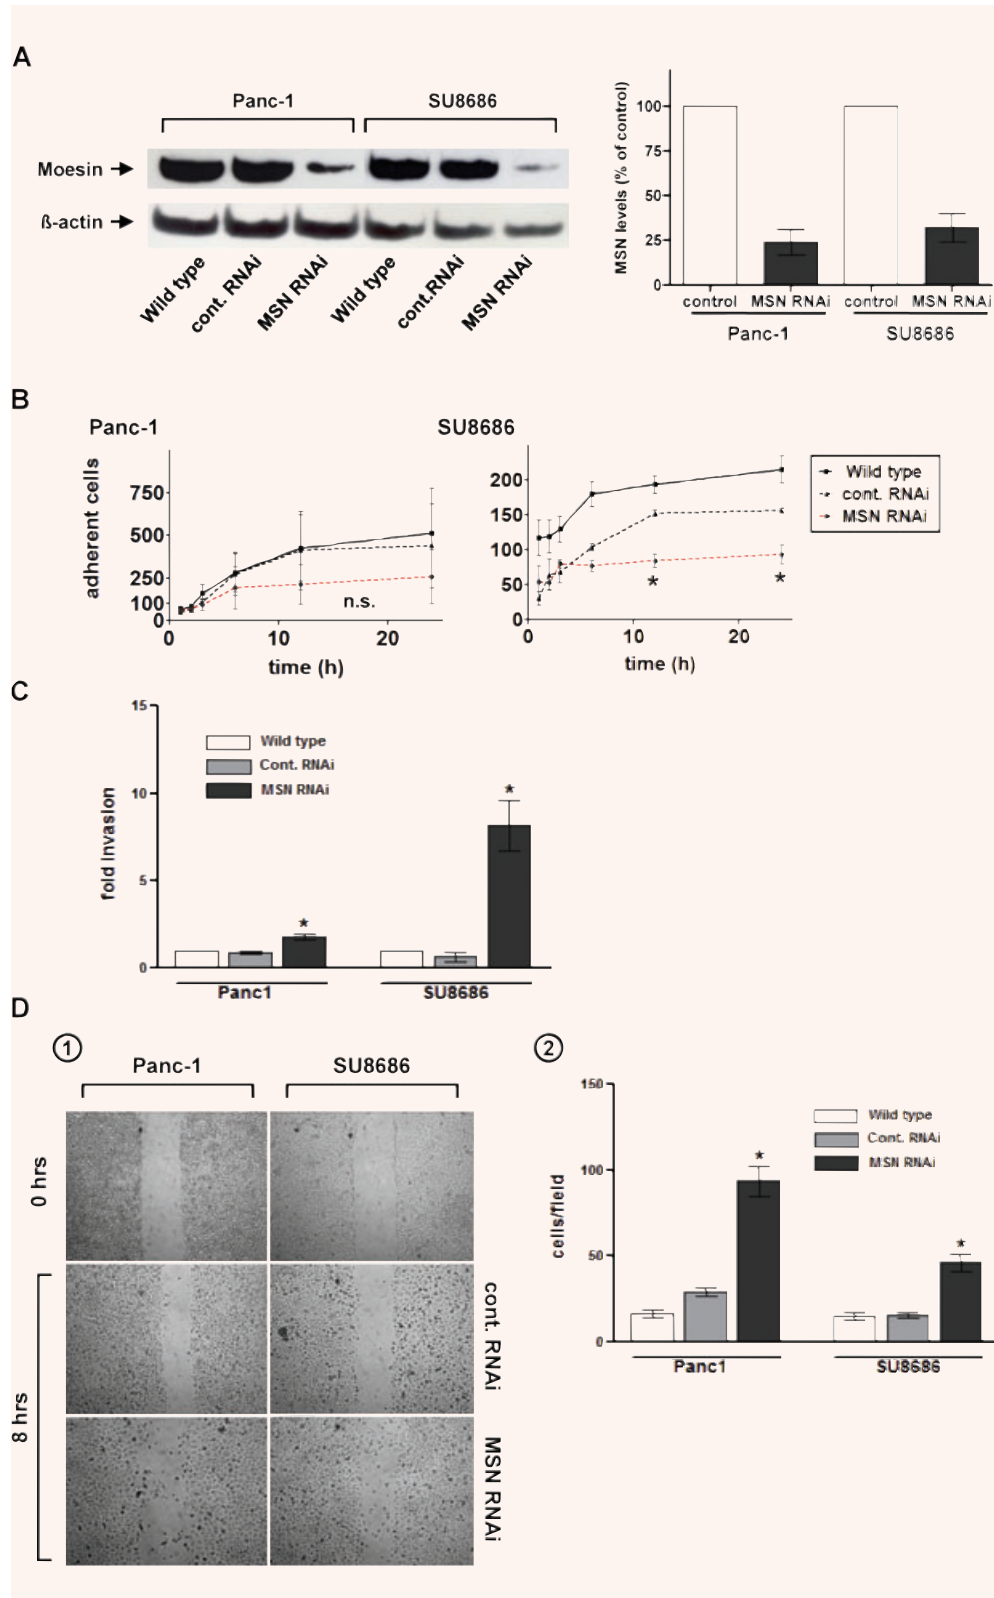 A
Panc-1 SU8686
Moesin
ß-actin
Wild type cont. RNAi MSN RNAi Wild type cont.RNAi MSN RNAi
MSN levels (% of control)
100
75
50
25
0
control MSN RNAi control MSN RNAi
Panc-1 SU8686
B
Panc-1
adherent cells
750
500
250
100
0
0 10 20
time (h)
n.s.
SU8686
200
150
100
50
0
0 10 20
time (h)
* *
Wild type
cont. RNAi
MSN RNAi
C
fold invasion
15
10
5
0
Wild type
Cont. RNAi
MSN RNAi
* *
Panc1 SU8686
D
1
Panc-1 SU8686
0 hrs
8 hrs
cont. RNAi
MSN RNAi
2
cells/field
150
100
50
0
Wild type
Cont. RNAi
MSN RNAi
* *
Panc1 SU8686